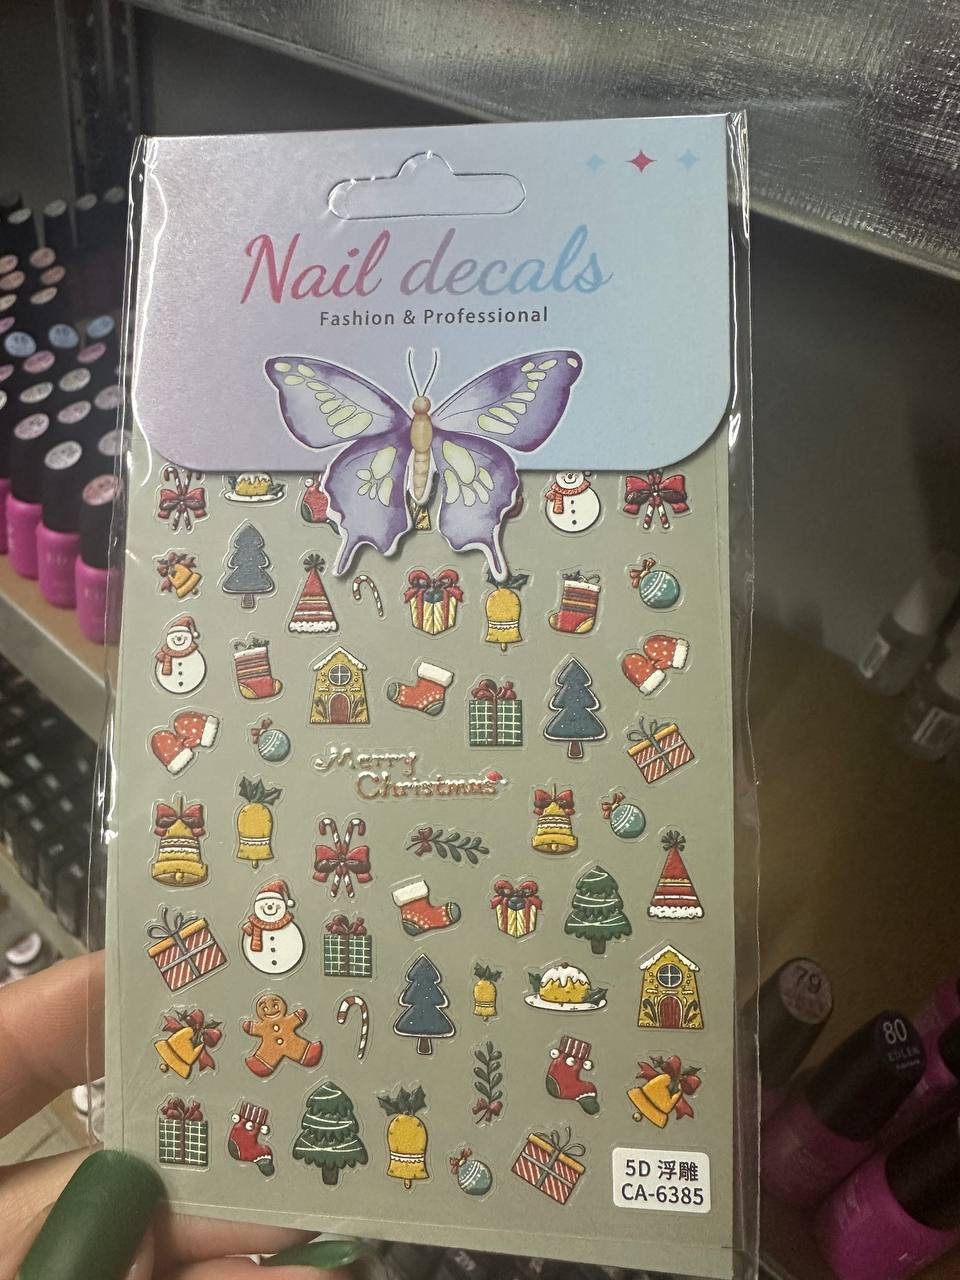 Nail decals
Fashion & Professional
Merry
Christmas
5D 浮雕
CA-6385
79
80